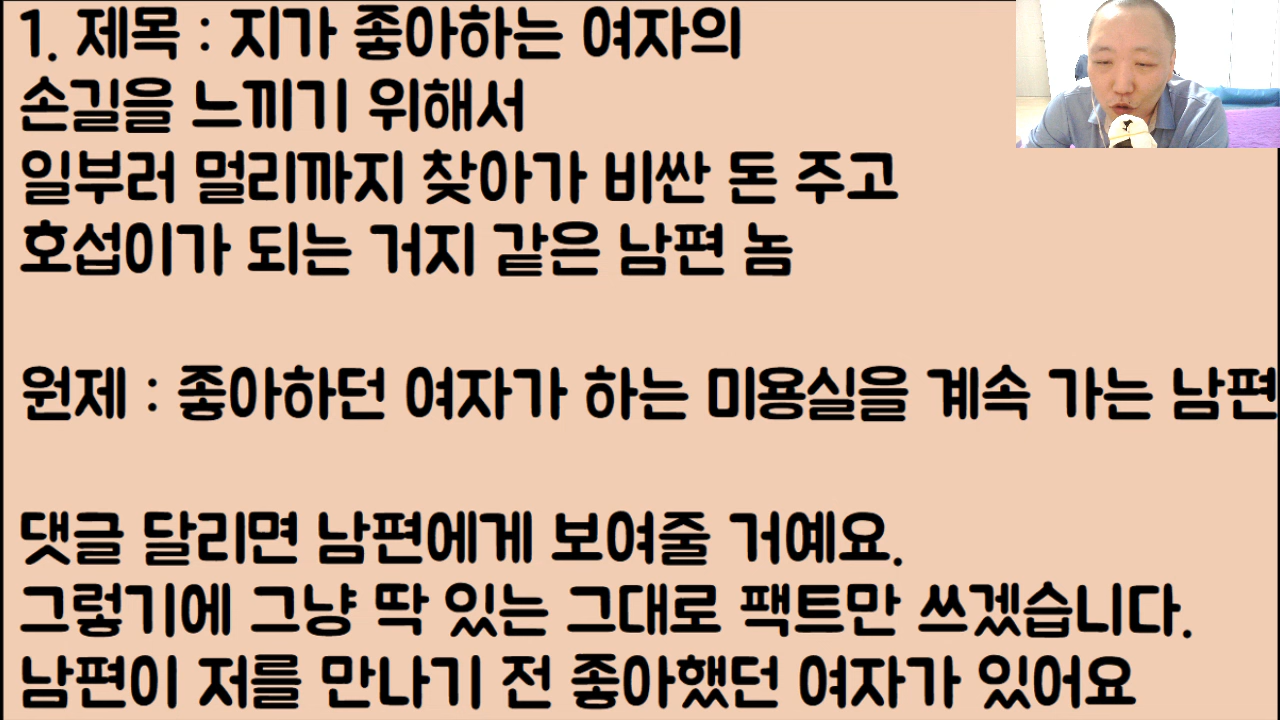 1. 제목 : 지가 좋아하는 여자의
손길을 느끼기 위해서
일부러 멀리까지 찾아가 비싼 돈 주고
호섭이가 되는 거지 같은 남편 놈
원제 : 좋아하던 여자가 하는 미용실을 계속 가는 남편
댓글 달리면 남편에게 보여줄 거예요.
그렇기에 그냥 딱 있는 그대로 팩트만 쓰겠습니다.
남편이 저를 만나기 전 좋아했던 여자가 있어요